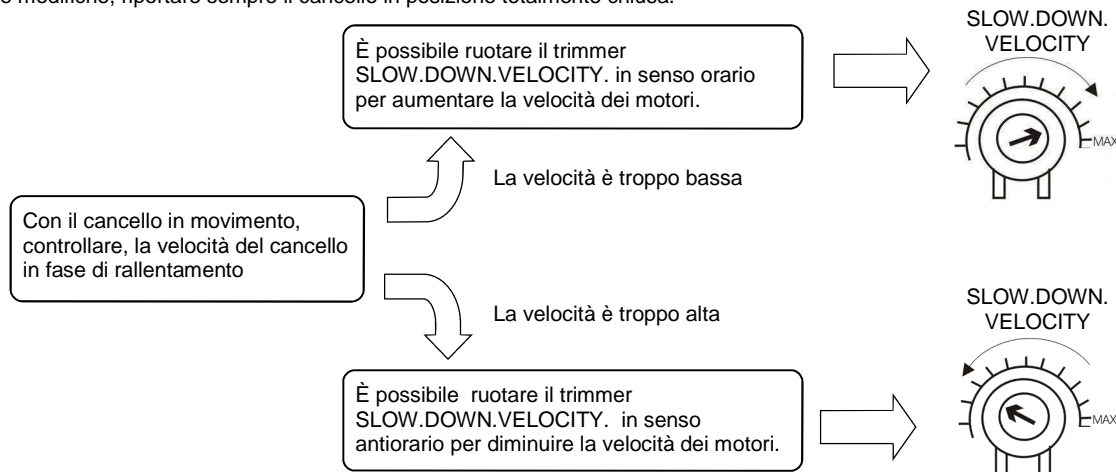 modifiche, riportare sempre il cancello in posizione totalmente chiusa.
SLOW.DOWN.
VELOCITY
È possibile ruotare il trimmer
SLOW.DOWN.VELOCITY. in senso orario
per aumentare la velocità dei motori.
MAX
La velocità è troppo bassa
Con il cancello in movimento,
controllare, la velocità del cancello
in fase di rallentamento
La velocità è troppo alta
SLOW.DOWN.
VELOCITY
È possibile ruotare il trimmer
SLOW.DOWN.VELOCITY. in senso
antiorario per diminuire la velocità dei motori.
MAX